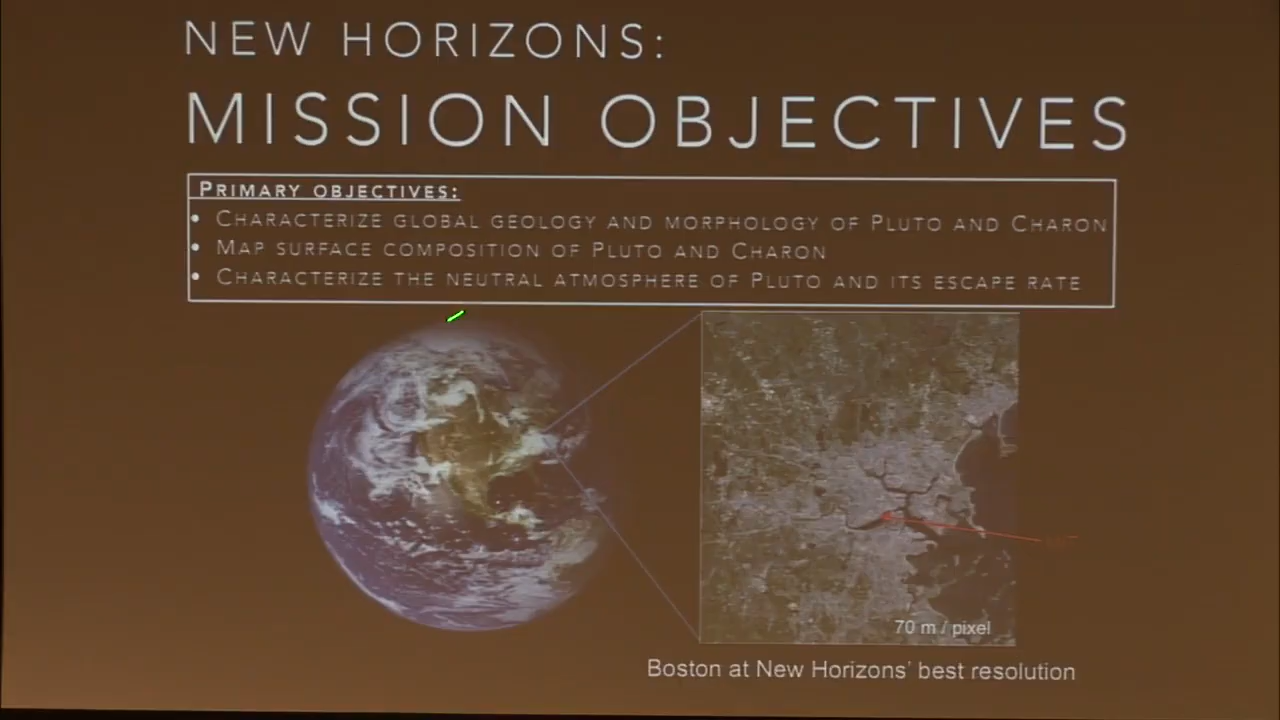 NEW HORIZONS:
MISSION OBJECTIVES
PRIMARY OBJECTIVES:
• CHARACTERIZE GLOBAL GEOLOGY AND MORPHOLOGY OF PLUTO AND CHARON
• MAP SURFACE COMPOSITION OF PLUTO AND CHARON
• CHARACTERIZE THE NEUTRAL ATMOSPHERE OF PLUTO AND ITS ESCAPE RATE
70 m / pixel
Boston at New Horizons' best resolution